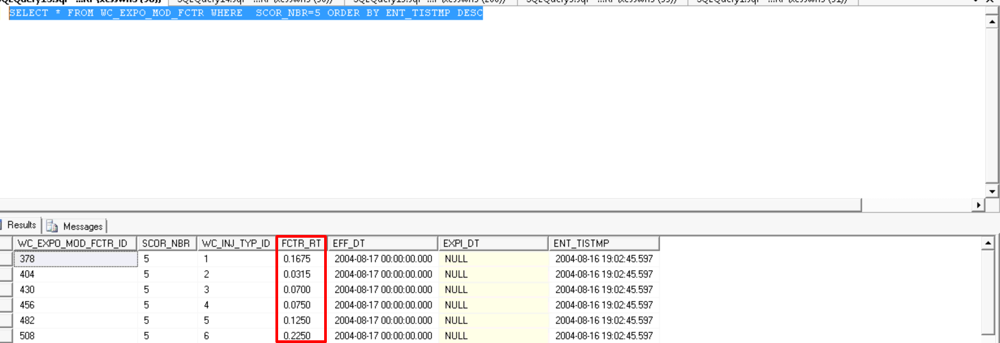 SELECT * FROM WC_EXPO_MOD_FCTR WHERE  SCOR_NBR=5 ORDER BY ENT_TISTMP DESC
Results Messages
WC_EXPO_MOD_FCTR_ID SCOR_NBR WC_INJ_TYP_ID FCTR_RT EFF_DT EXPI_DT ENT_TISTMP
378 5 1 0.1675 2004-08-17 00:00:00.000 NULL 2004-08-16 19:02:45.597
404 5 2 0.0315 2004-08-17 00:00:00.000 NULL 2004-08-16 19:02:45.597
430 5 3 0.0700 2004-08-17 00:00:00.000 NULL 2004-08-16 19:02:45.597
456 5 4 0.0750 2004-08-17 00:00:00.000 NULL 2004-08-16 19:02:45.597
482 5 5 0.1250 2004-08-17 00:00:00.000 NULL 2004-08-16 19:02:45.597
508 5 6 0.2250 2004-08-17 00:00:00.000 NULL 2004-08-16 19:02:45.597